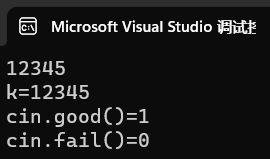 Microsoft Visual Studio 调试
12345
k=12345
cin.good()=1
cin.fail()=0